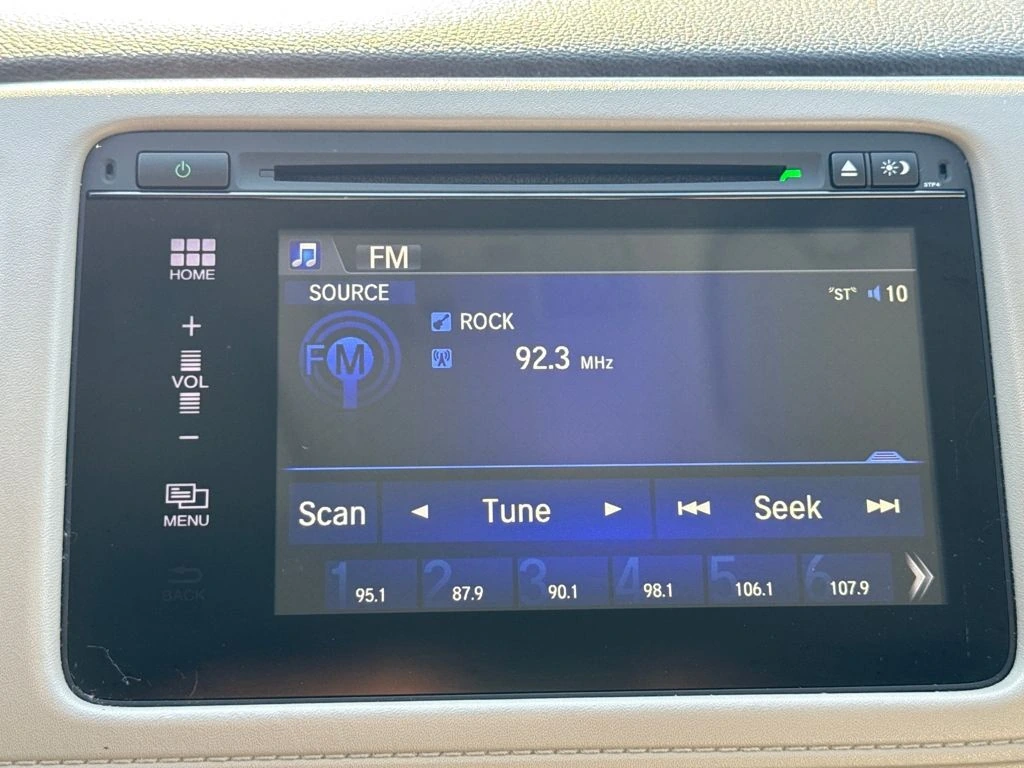 STP4
HOME
+
VOL
−
MENU
BACK
FM
SOURCE
FM
"ST" 10
ROCK
92.3 MHz
Scan
Tune
Seek
1 95.1
2 87.9
3 90.1
4 98.1
5 106.1
6 107.9